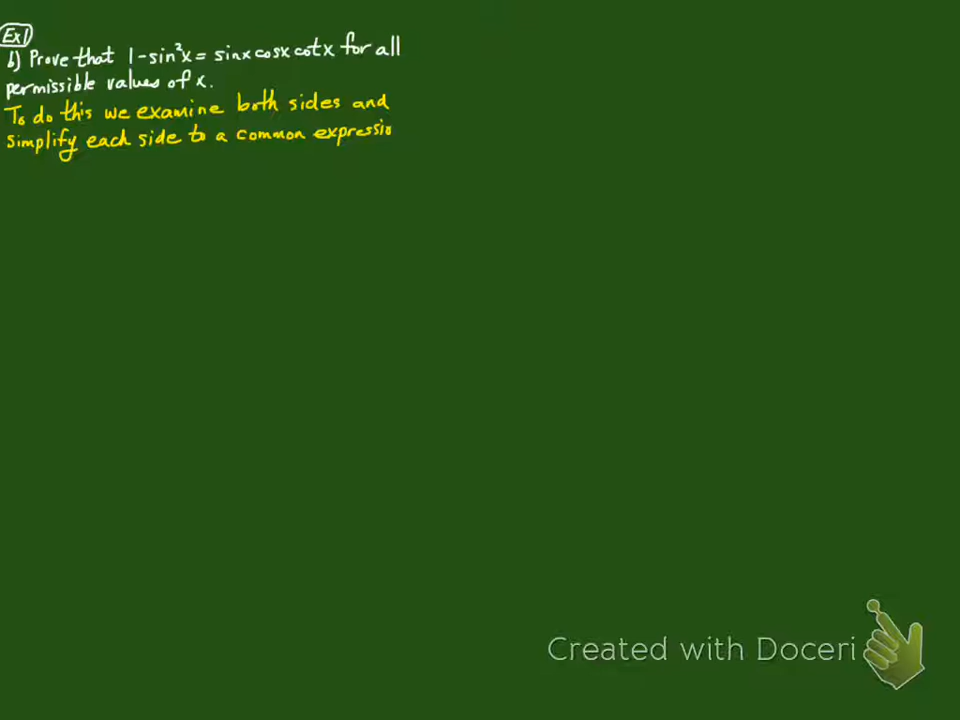 Ex1
b) Prove that 1-sin²x = sinx cosx cotx for all
permissible values of x.
To do this we examine both sides and
simplify each side to a common expressio
Created with Doceri